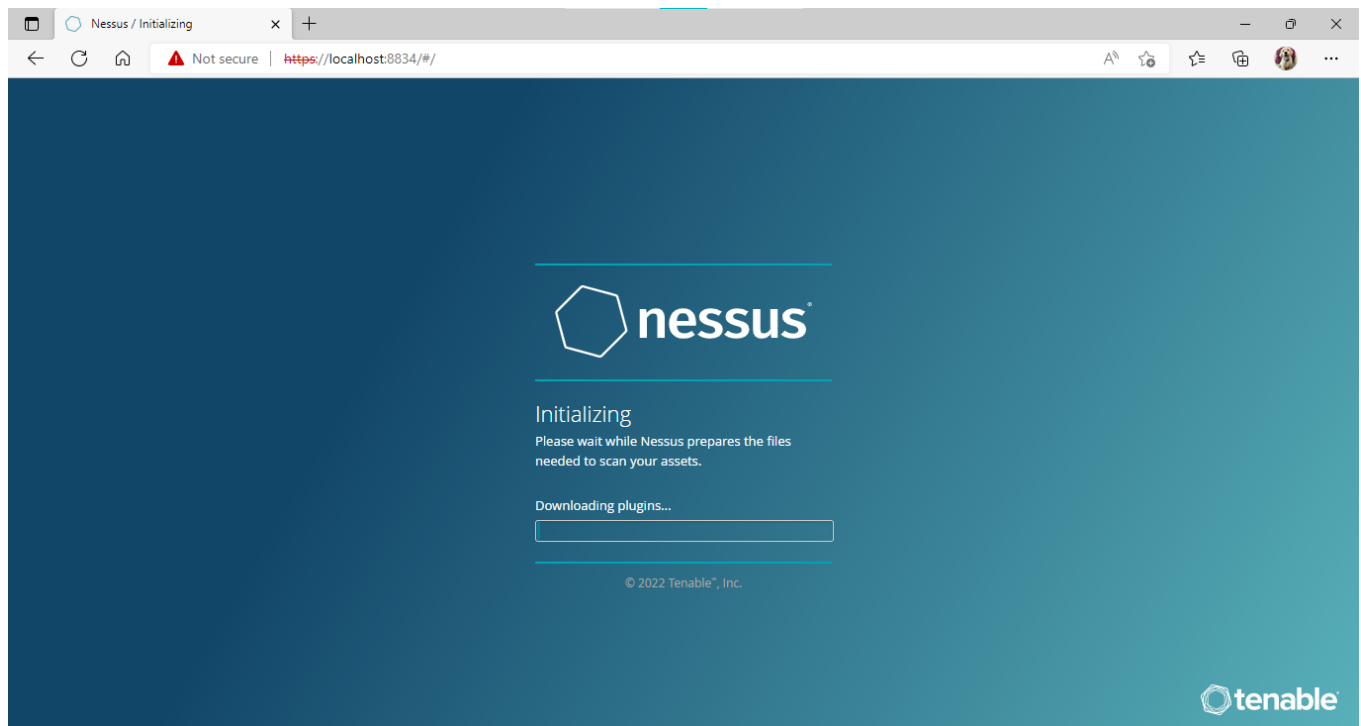 Nessus / Initializing
Not secure
https://localhost:8834/#/
nessus®
Initializing
Please wait while Nessus prepares the files
needed to scan your assets.
Downloading plugins...
© 2022 Tenable™, Inc.
tenable